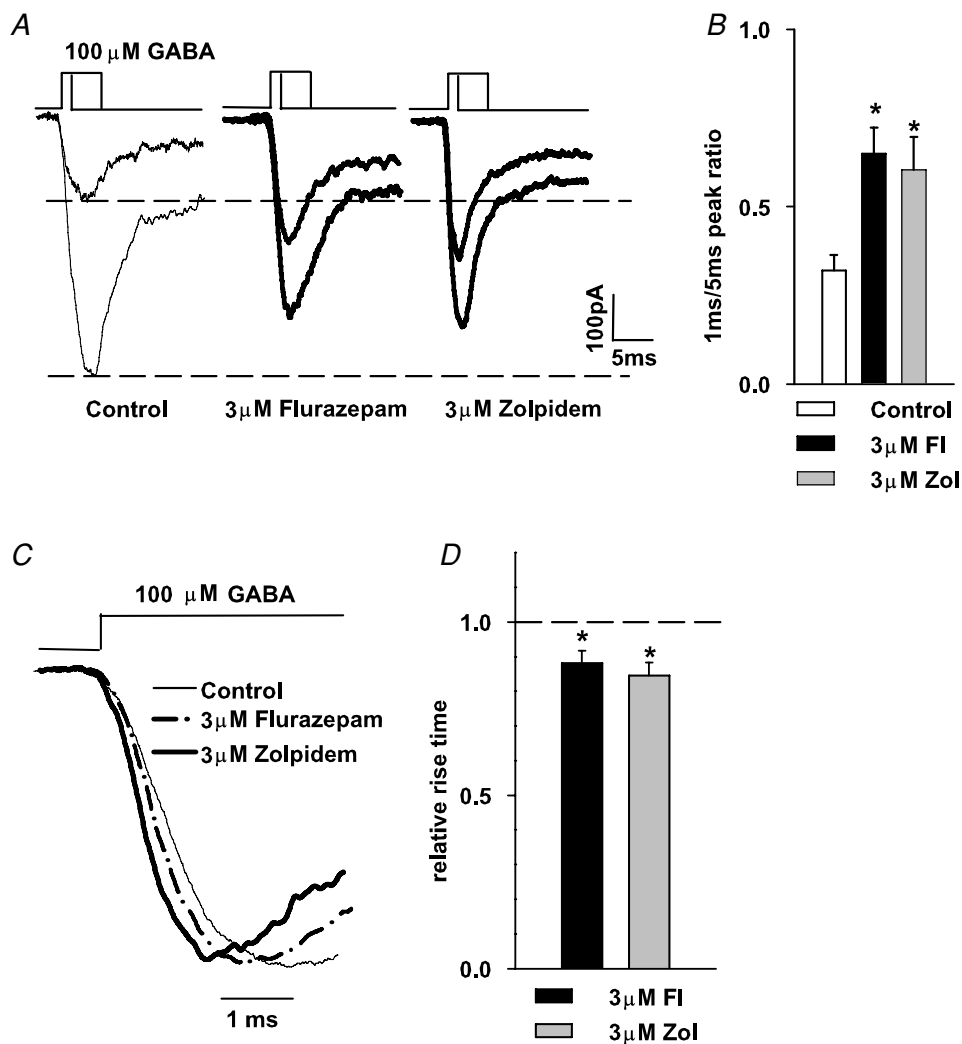 A
100 μM GABA
100pA
5ms
Control
3μM Flurazepam
3μM Zolpidem
B
1ms/5ms peak ratio
1.0
0.5
0.0
*
*
Control
3μM Fl
3μM Zol
C
100 μM GABA
Control
3μM Flurazepam
3μM Zolpidem
1 ms
D
relative rise time
1.0
0.5
0.0
*
*
3μM Fl
3μM Zol